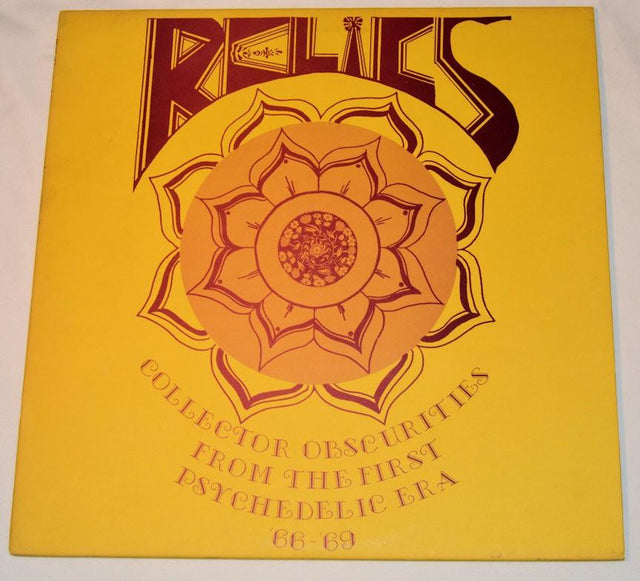 RELICS
COLLECTOR OBSCURITIES
FROM THE FIRST
PSYCHEDELIC ERA
'66-'69